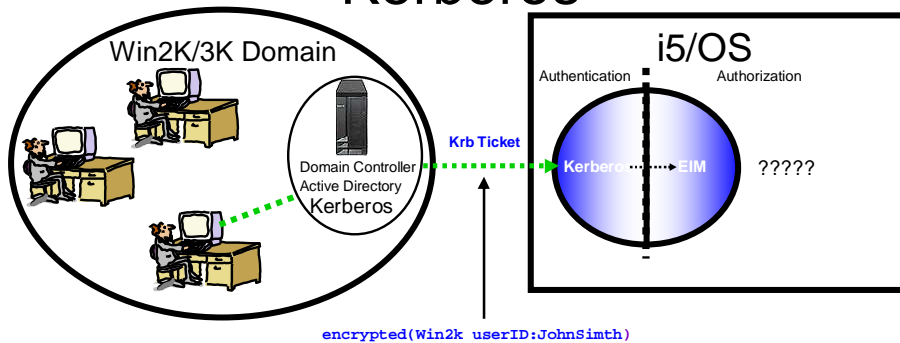 Kerberos
Win2K/3K Domain
Domain Controller
Active Directory
Kerberos
Krb Ticket
i5/OS
Authentication
Authorization
Kerberos
EIM
?????
encrypted(Win2k userID:JohnSimth)